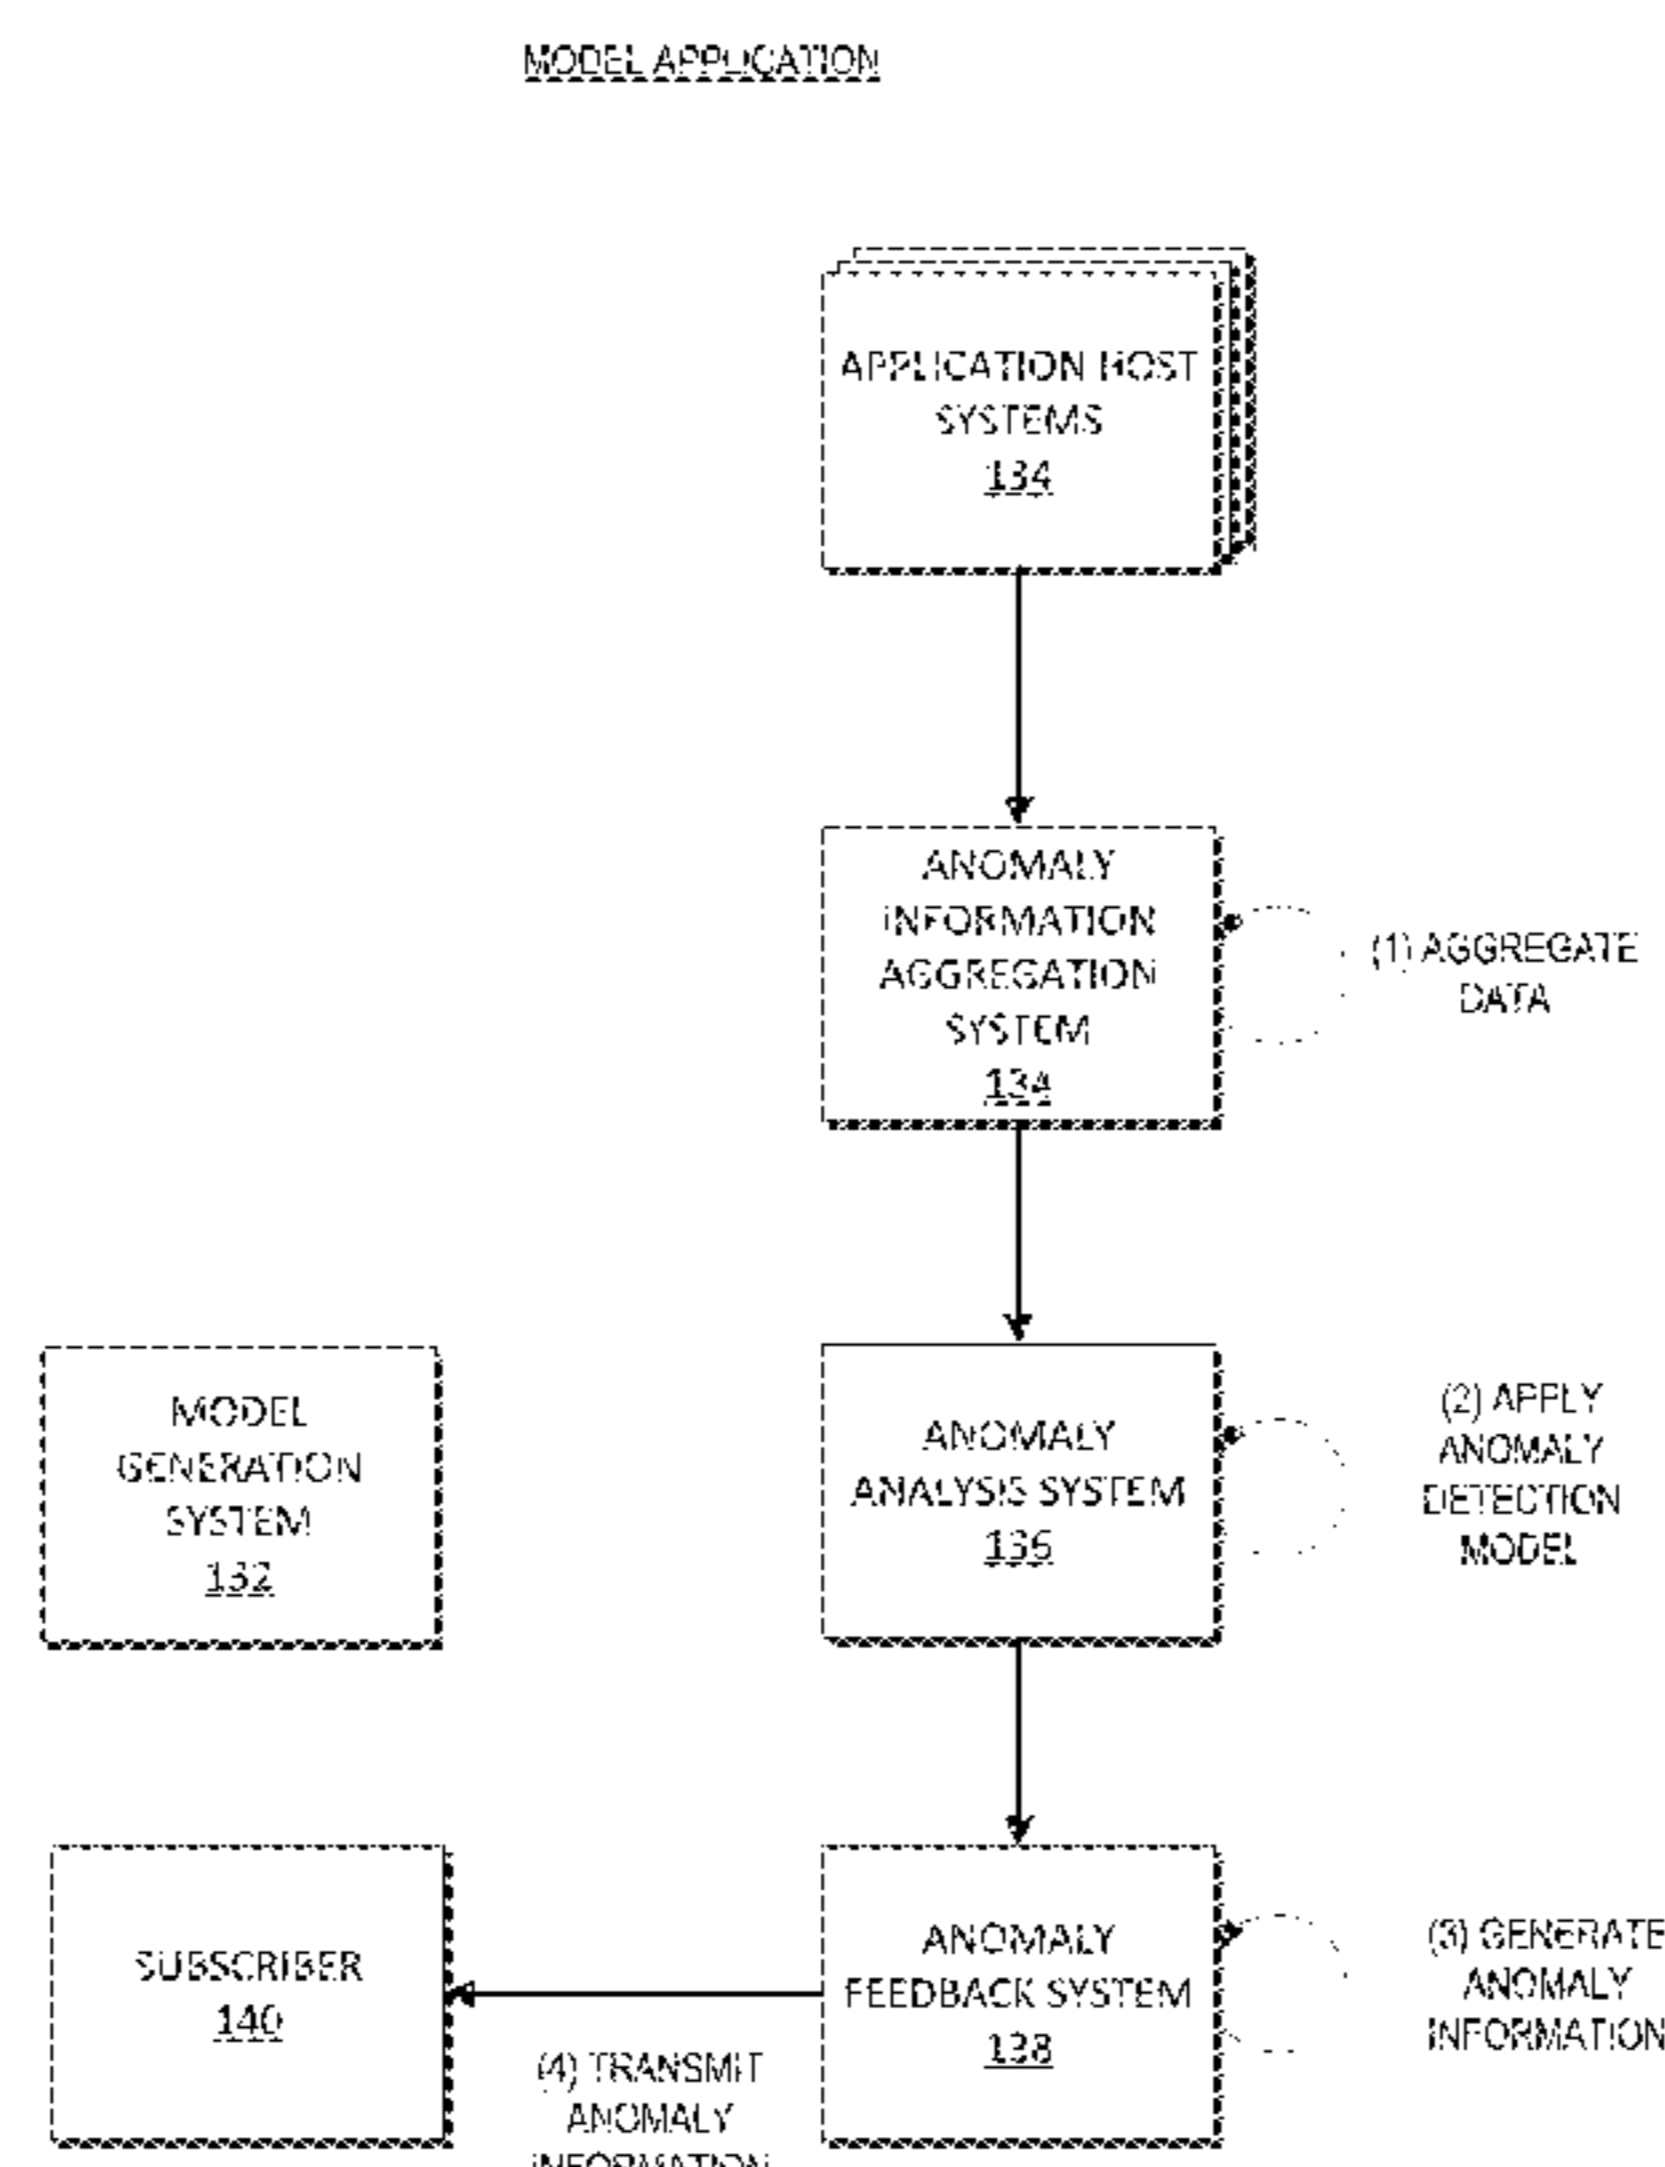 MODEL APPLICATION
APPLICATION HOST
SYSTEMS
134
ANOMALY
INFORMATION
AGGREGATION
SYSTEM
134
(1) AGGREGATE
DATA
MODEL
GENERATION
SYSTEM
132
ANOMALY
ANALYSIS SYSTEM
136
(2) APPLY
ANOMALY
DETECTION
MODEL
SUBSCRIBER
140
(4) TRANSMIT
ANOMALY
INFORMATION
ANOMALY
FEEDBACK SYSTEM
138
(3) GENERATE
ANOMALY
INFORMATION